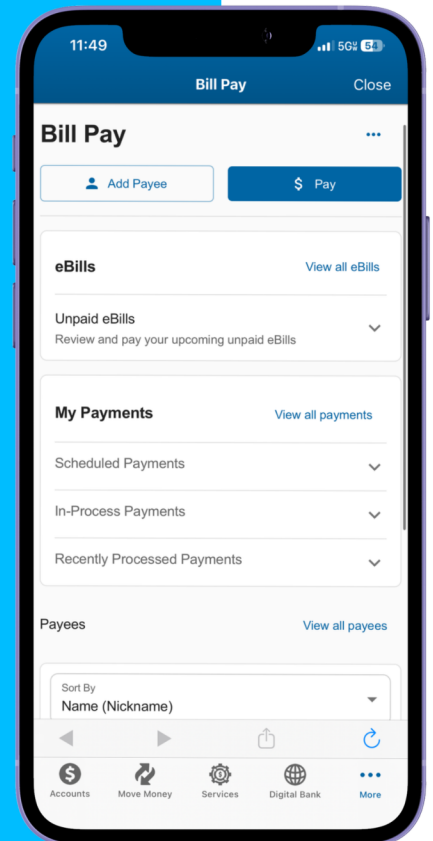 11:49
5G 54
Bill Pay
Close
Bill Pay
Add Payee
$ Pay
eBills
View all eBills
Unpaid eBills
Review and pay your upcoming unpaid eBills
My Payments
View all payments
Scheduled Payments
In-Process Payments
Recently Processed Payments
Payees
View all payees
Sort By
Name (Nickname)
Accounts
Move Money
Services
Digital Bank
More